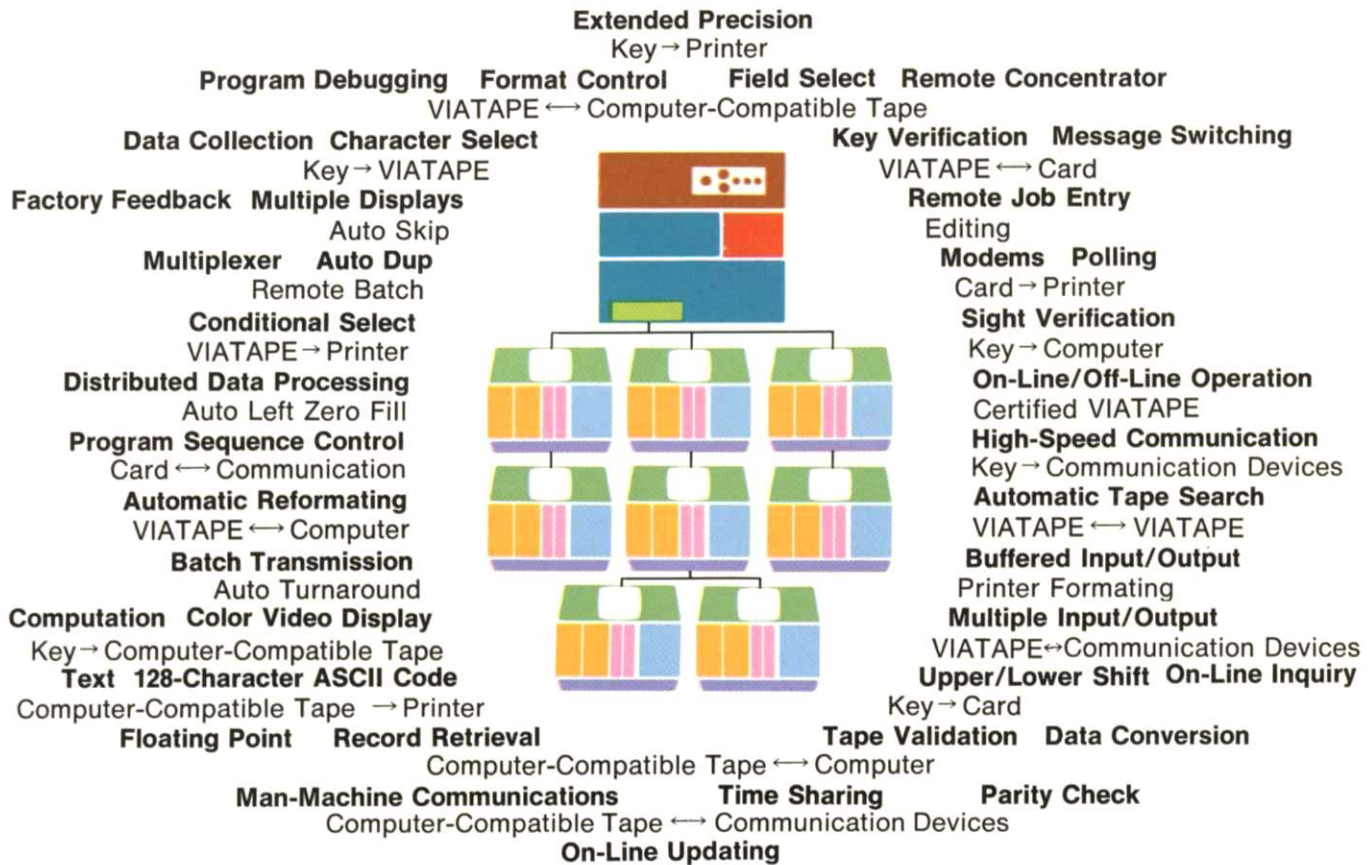 Extended Precision
Key → Printer
Program Debugging Format Control Field Select Remote Concentrator
VIATAPE ↔ Computer-Compatible Tape
Data Collection Character Select
Key → VIATAPE
Factory Feedback Multiple Displays
Auto Skip
Multiplexer Auto Dup
Remote Batch
Conditional Select
VIATAPE → Printer
Distributed Data Processing
Auto Left Zero Fill
Program Sequence Control
Card ↔ Communication
Automatic Reformating
VIATAPE ↔ Computer
Batch Transmission
Auto Turnaround
Computation Color Video Display
Key → Computer-Compatible Tape
Text 128-Character ASCII Code
Computer-Compatible Tape → Printer
Floating Point Record Retrieval
Key Verification Message Switching
VIATAPE ↔ Card
Remote Job Entry
Editing
Modems Polling
Card → Printer
Sight Verification
Key → Computer
On-Line/Off-Line Operation
Certified VIATAPE
High-Speed Communication
Key → Communication Devices
Automatic Tape Search
VIATAPE ↔ VIATAPE
Buffered Input/Output
Printer Formating
Multiple Input/Output
VIATAPE↔Communication Devices
Upper/Lower Shift On-Line Inquiry
Key → Card
Tape Validation Data Conversion
Computer-Compatible Tape ↔ Computer
Man-Machine Communications Time Sharing Parity Check
Computer-Compatible Tape ↔ Communication Devices
On-Line Updating